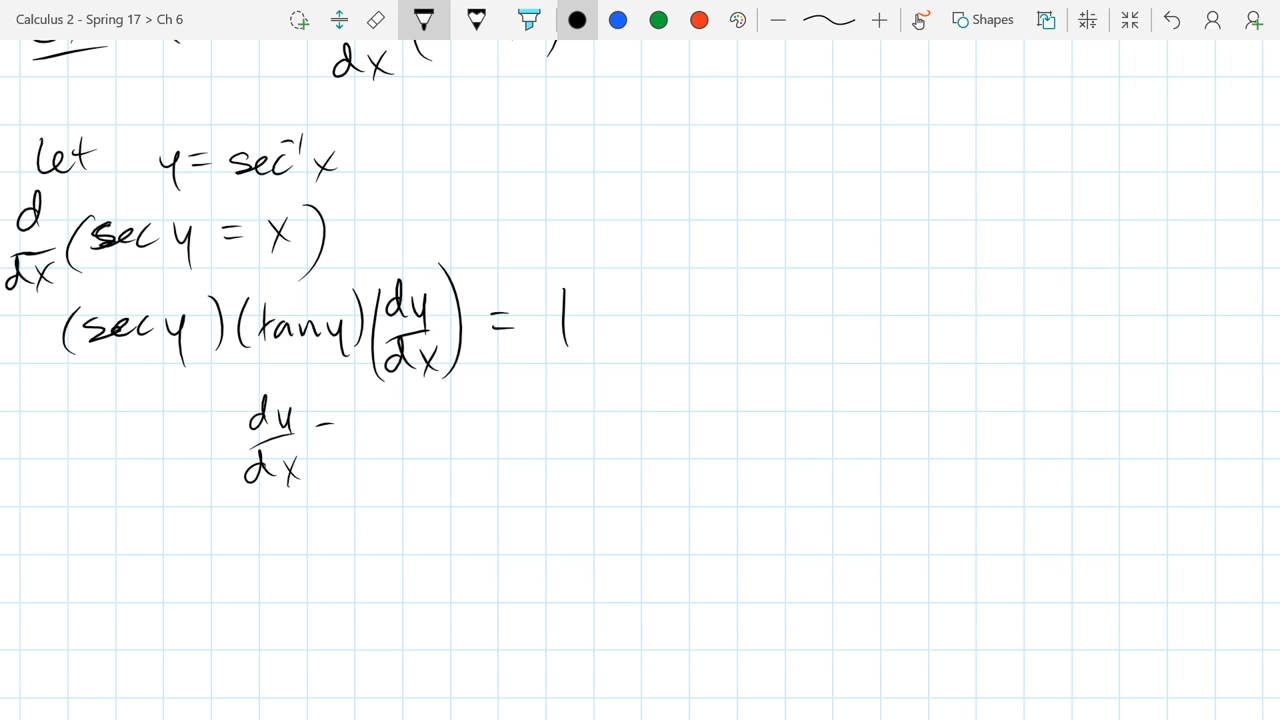 Calculus 2 - Spring 17 > Ch 6
Shapes
dx
let y = sec⁻¹ x
d/dx (sec y = x)
(sec y)(tan y)(dy/dx) = 1
dy/dx -